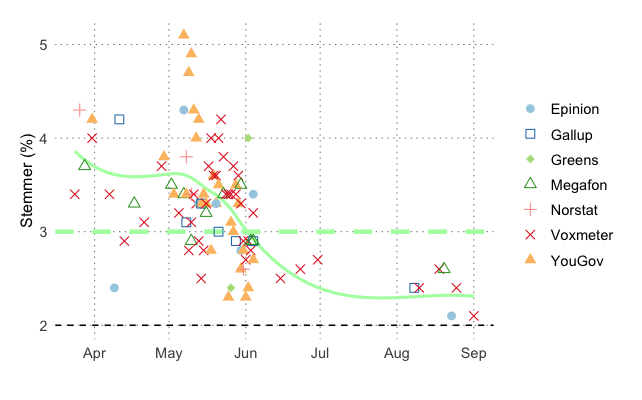 5
4
3
2
Stemmer (%)
Apr May Jun Jul Aug Sep
Epinion
Gallup
Greens
Megafon
Norstat
Voxmeter
YouGov